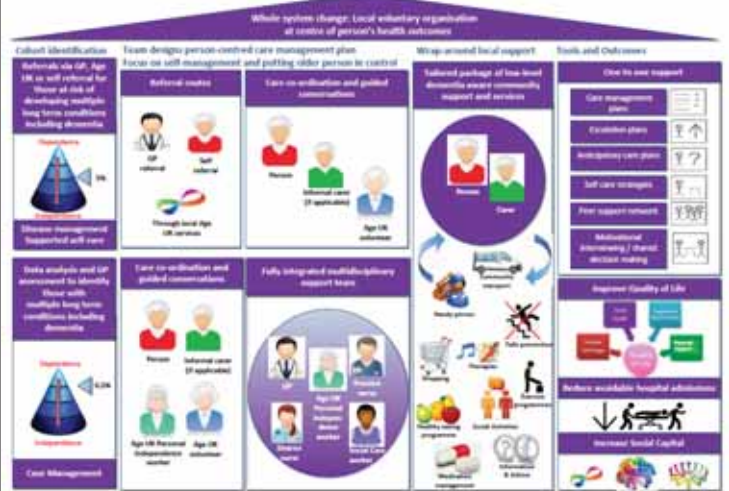 Whole system change: Local voluntary organisation
at centre of person's health outcomes
Cohort identification
Referrals via GP, Age
UK or self referral for
those at risk of
developing multiple
long term conditions
including dementia
Dependence
5%
Independence
Disease management
Supported self-care
Data analysis and GP
assessment to identify
those with
multiple long term
conditions including
dementia
Dependence
0.5%
Independence
Case Management
Team designs person-centred care management plan
Focus on self-management and putting older person in control
Referral routes
GP
referral
Self
referral
Through local Age
UK services
Care co-ordination and guided
conversations
Person
Informal carer
(if applicable)
Age UK
volunteer
Care co-ordination and
guided conversations
Person
Informal carer
(if applicable)
Age UK Personal
Independence
worker
Age UK
volunteer
Fully integrated multidisciplinary
support team
GP
Age UK
Personal
Independence
worker
Practice
nurse
District
nurse
Social Care
worker
Wrap-around local support
Tailored package of low-level
dementia aware community
support and services
Person
Carer
Community
transport
Handy person
Falls prevention
Shopping
Therapies
Exercise
programmes
Healthy eating
programme
Social Activities
Medication
management
Information
& Advice
Tools and Outcomes
One to one support
Care management
plans
Escalation plans
Anticipatory care plans
Self care strategies
Peer support network
Motivational
interviewing / shared
decision making
Improve Quality of Life
Reduce avoidable hospital admissions
Increase Social Capital